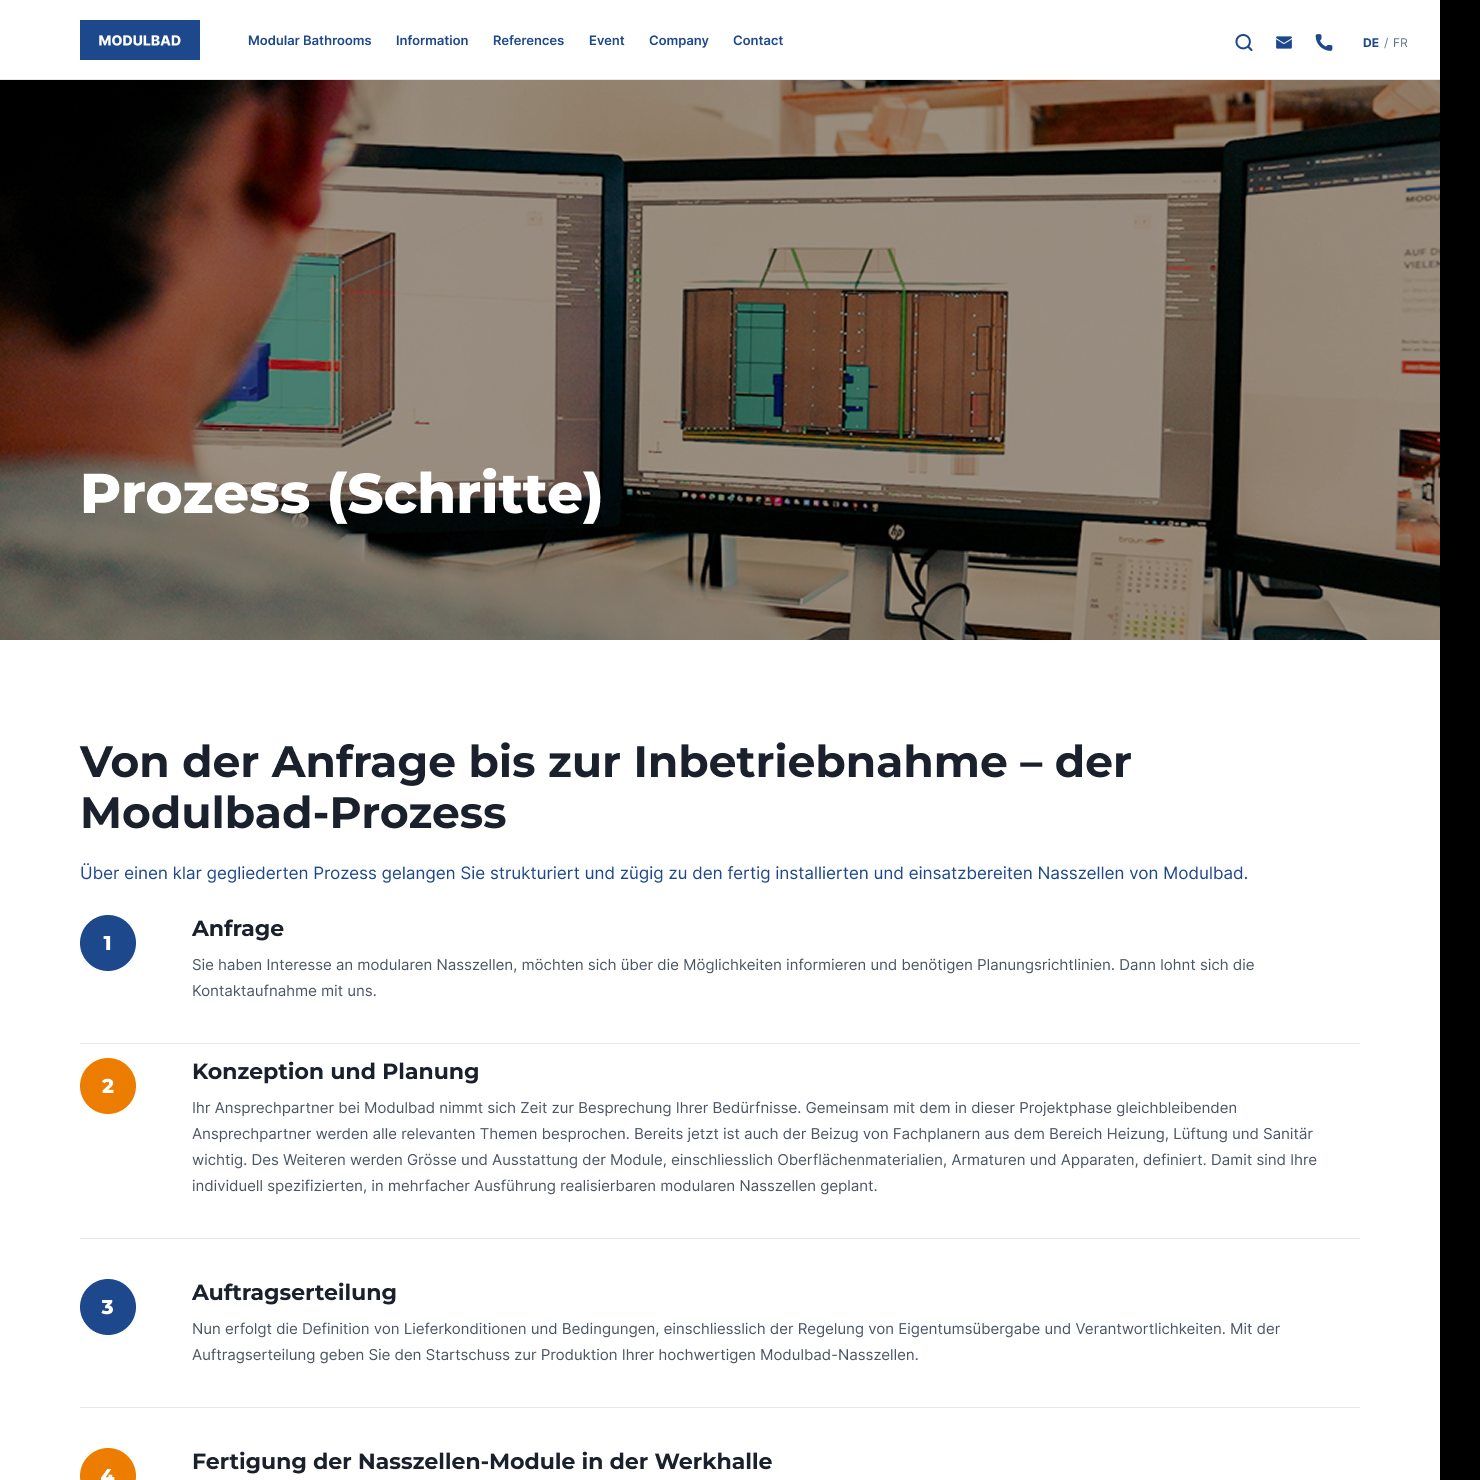 MODULBAD
Modular Bathrooms
Information
References
Event
Company
Contact
DE / FR
Prozess (Schritte)
Von der Anfrage bis zur Inbetriebnahme – der
Modulbad-Prozess
Über einen klar gegliederten Prozess gelangen Sie strukturiert und zügig zu den fertig installierten und einsatzbereiten Nasszellen von Modulbad.
1
Anfrage
Sie haben Interesse an modularen Nasszellen, möchten sich über die Möglichkeiten informieren und benötigen Planungsrichtlinien. Dann lohnt sich die
Kontaktaufnahme mit uns.
2
Konzeption und Planung
Ihr Ansprechpartner bei Modulbad nimmt sich Zeit zur Besprechung Ihrer Bedürfnisse. Gemeinsam mit dem in dieser Projektphase gleichbleibenden
Ansprechpartner werden alle relevanten Themen besprochen. Bereits jetzt ist auch der Beizug von Fachplanern aus dem Bereich Heizung, Lüftung und Sanitär
wichtig. Des Weiteren werden Grösse und Ausstattung der Module, einschliesslich Oberflächenmaterialien, Armaturen und Apparaten, definiert. Damit sind Ihre
individuell spezifizierten, in mehrfacher Ausführung realisierbaren modularen Nasszellen geplant.
3
Auftragserteilung
Nun erfolgt die Definition von Lieferkonditionen und Bedingungen, einschliesslich der Regelung von Eigentumsübergabe und Verantwortlichkeiten. Mit der
Auftragserteilung geben Sie den Startschuss zur Produktion Ihrer hochwertigen Modulbad-Nasszellen.
4
Fertigung der Nasszellen-Module in der Werkhalle